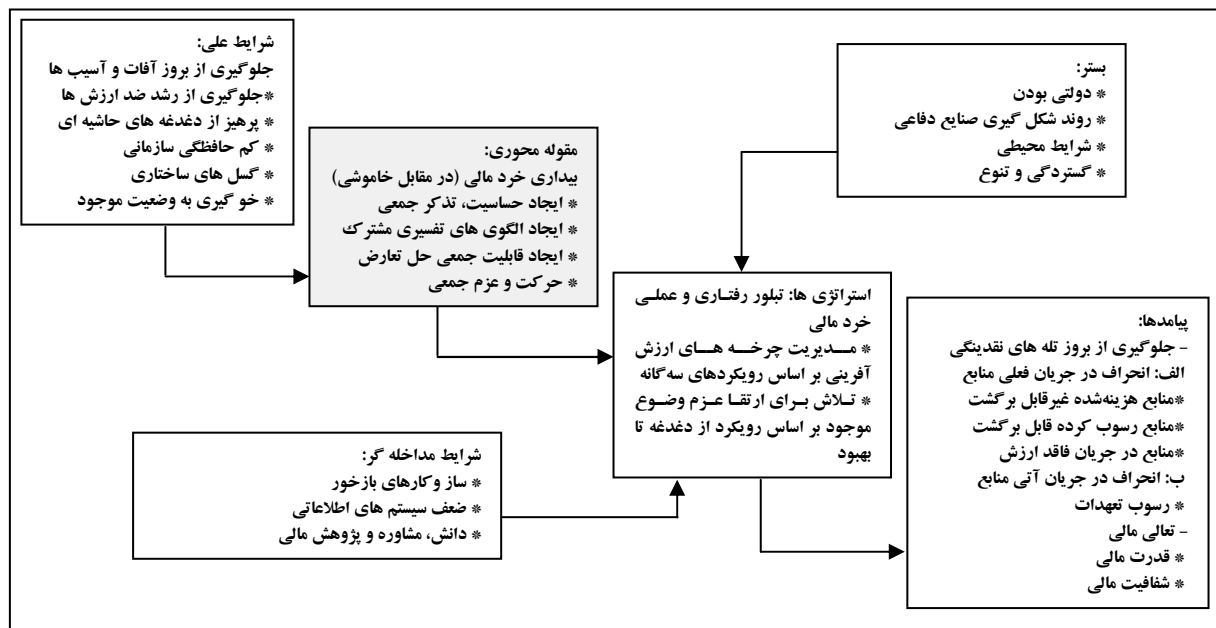 شرایط علی:
جلوگیری از بروز آفات و آسیب ها
*جلوگیری از رشد ضد ارزش ها
* پرهیز از دغدغه های حاشیه ای
* کم حافظگی سازمانی
* گسل های ساختاری
* خو گیری به وضعیت موجود
بستر:
* دولتی بودن
* روند شکل گیری صنایع دفاعی
* شرایط محیطی
* گستردگی و تنوع
مقوله محوری:
بیداری خرد مالی (در مقابل خاموشی)
* ایجاد حساسیت، تذکر جمعی
* ایجاد الگوی های تفسیری مشترک
* ایجاد قابلیت جمعی حل تعارض
* حرکت و عزم جمعی
استراتژی ها: تبلور رفتاری و عملی
خرد مالی
* مدیریت چرخه های ارزش
آفرینی بر اساس رویکردهای سه‌گانه
* تلاش برای ارتقا عزم وضوع
موجود بر اساس رویکرد از دغدغه تا
بهبود
شرایط مداخله گر:
* ساز وکارهای بازخور
* ضعف سیستم های اطلاعاتی
* دانش، مشاوره و پژوهش مالی
پیامدها:
- جلوگیری از بروز تله های نقدینگی
الف: انحراف در جریان فعلی منابع
*منابع هزینه‌شده غیرقابل برگشت
*منابع رسوب کرده قابل برگشت
*منابع در جریان فاقد ارزش
ب: انحراف در جریان آتی منابع
* رسوب تعهدات
- تعالی مالی
* قدرت مالی
* شفافیت مالی